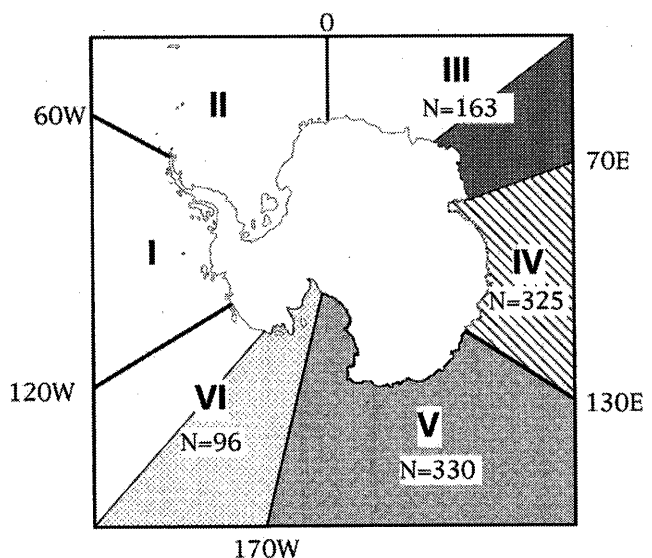 0
III
II
N=163
60W
70E
I
IV
N=325
120W
VI
130E
N=96
V
N=330
170W